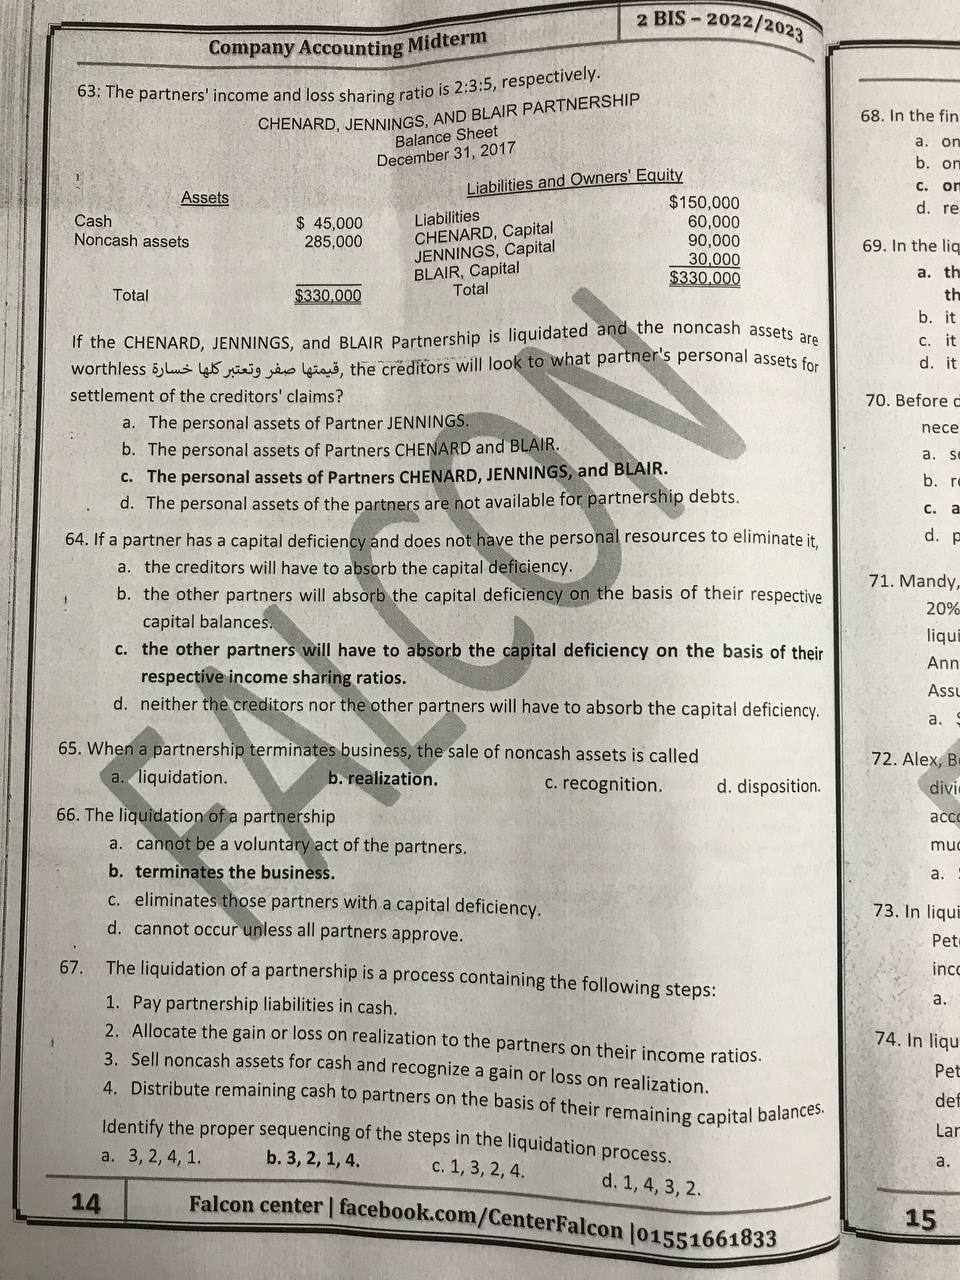 Company Accounting Midterm
2 BIS – 2022/2023
63: The partners' income and loss sharing ratio is 2:3:5, respectively.
CHENARD, JENNINGS, AND BLAIR PARTNERSHIP
Balance Sheet
December 31, 2017
Assets Liabilities and Owners' Equity
Cash $ 45,000 Liabilities $150,000
Noncash assets 285,000 CHENARD, Capital 60,000
JENNINGS, Capital 90,000
BLAIR, Capital 30,000
Total $330,000 Total $330,000
If the CHENARD, JENNINGS, and BLAIR Partnership is liquidated and the noncash assets are
worthless قيمتها صفر وتعتبر كلها خسارة, the creditors will look to what partner's personal assets for
settlement of the creditors' claims?
a. The personal assets of Partner JENNINGS.
b. The personal assets of Partners CHENARD and BLAIR.
c. The personal assets of Partners CHENARD, JENNINGS, and BLAIR.
d. The personal assets of the partners are not available for partnership debts.
64. If a partner has a capital deficiency and does not have the personal resources to eliminate it,
a. the creditors will have to absorb the capital deficiency.
b. the other partners will absorb the capital deficiency on the basis of their respective
capital balances.
c. the other partners will have to absorb the capital deficiency on the basis of their
respective income sharing ratios.
d. neither the creditors nor the other partners will have to absorb the capital deficiency.
65. When a partnership terminates business, the sale of noncash assets is called
a. liquidation. b. realization. c. recognition. d. disposition.
66. The liquidation of a partnership
a. cannot be a voluntary act of the partners.
b. terminates the business.
c. eliminates those partners with a capital deficiency.
d. cannot occur unless all partners approve.
67. The liquidation of a partnership is a process containing the following steps:
1. Pay partnership liabilities in cash.
2. Allocate the gain or loss on realization to the partners on their income ratios.
3. Sell noncash assets for cash and recognize a gain or loss on realization.
4. Distribute remaining cash to partners on the basis of their remaining capital balances.
Identify the proper sequencing of the steps in the liquidation process.
a. 3, 2, 4, 1. b. 3, 2, 1, 4. c. 1, 3, 2, 4. d. 1, 4, 3, 2.
14 Falcon center | facebook.com/CenterFalcon |01551661833
FALCON
68. In the fin
a. on
b. on
c. on
d. re
69. In the liq
a. th
th
b. it
c. it
d. it
70. Before d
nece
a. s
b. r
c. a
d. p
71. Mandy,
20%
liqui
Ann
Assu
a. $
72. Alex, B
divi
acc
muc
a.
73. In liqui
Pet
inc
a.
74. In liqu
Pet
def
Lar
a.
15